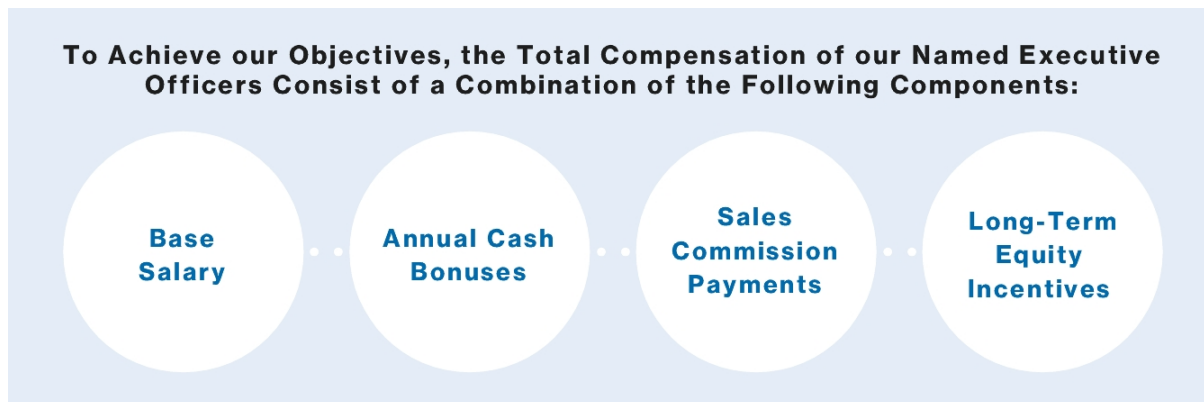 To Achieve our Objectives, the Total Compensation of our Named Executive
Officers Consist of a Combination of the Following Components:
Base
Salary
Annual Cash
Bonuses
Sales
Commission
Payments
Long-Term
Equity
Incentives